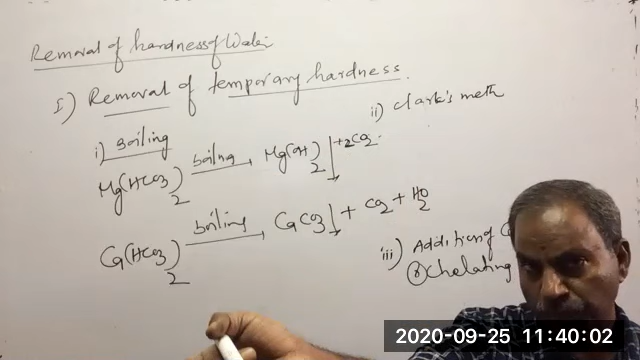 Removal of hardness of Water
I) Removal of temporary hardness.
i) Boiling
Mg(HCO3)2 boiling → Mg(OH)2↓ + 2CO2.
Ca(HCO3)2 boiling → CaCO3↓ + CO2 + H2O
ii) Clark's meth
iii) Addition of
Chelating
2020-09-25 11:40:02